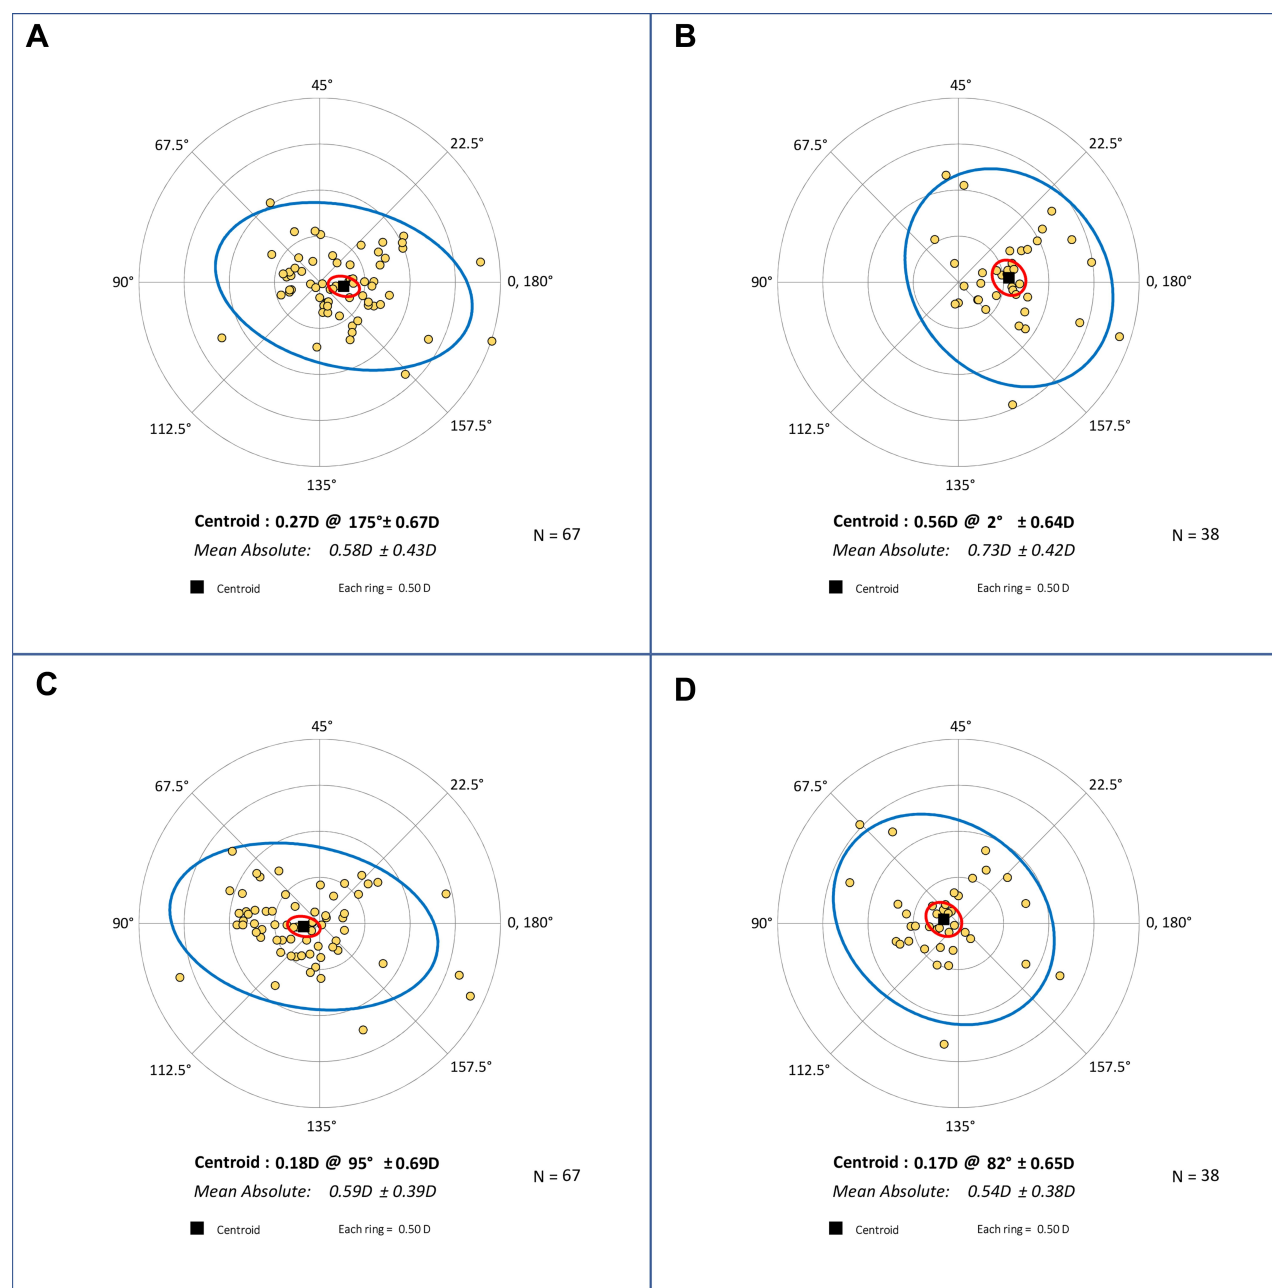 A
45°
67.5°
22.5°
90°
0, 180°
112.5°
157.5°
135°
Centroid : 0.27D @ 175°± 0.67D
Mean Absolute: 0.58D ± 0.43D
N = 67
Centroid
Each ring = 0.50 D
B
45°
67.5°
22.5°
90°
0, 180°
112.5°
157.5°
135°
Centroid : 0.56D @ 2° ± 0.64D
Mean Absolute: 0.73D ± 0.42D
N = 38
Centroid
Each ring = 0.50 D
C
45°
67.5°
22.5°
90°
0, 180°
112.5°
157.5°
135°
Centroid : 0.18D @ 95° ± 0.69D
Mean Absolute: 0.59D ± 0.39D
N = 67
Centroid
Each ring = 0.50 D
D
45°
67.5°
22.5°
90°
0, 180°
112.5°
157.5°
135°
Centroid : 0.17D @ 82° ± 0.65D
Mean Absolute: 0.54D ± 0.38D
N = 38
Centroid
Each ring = 0.50 D